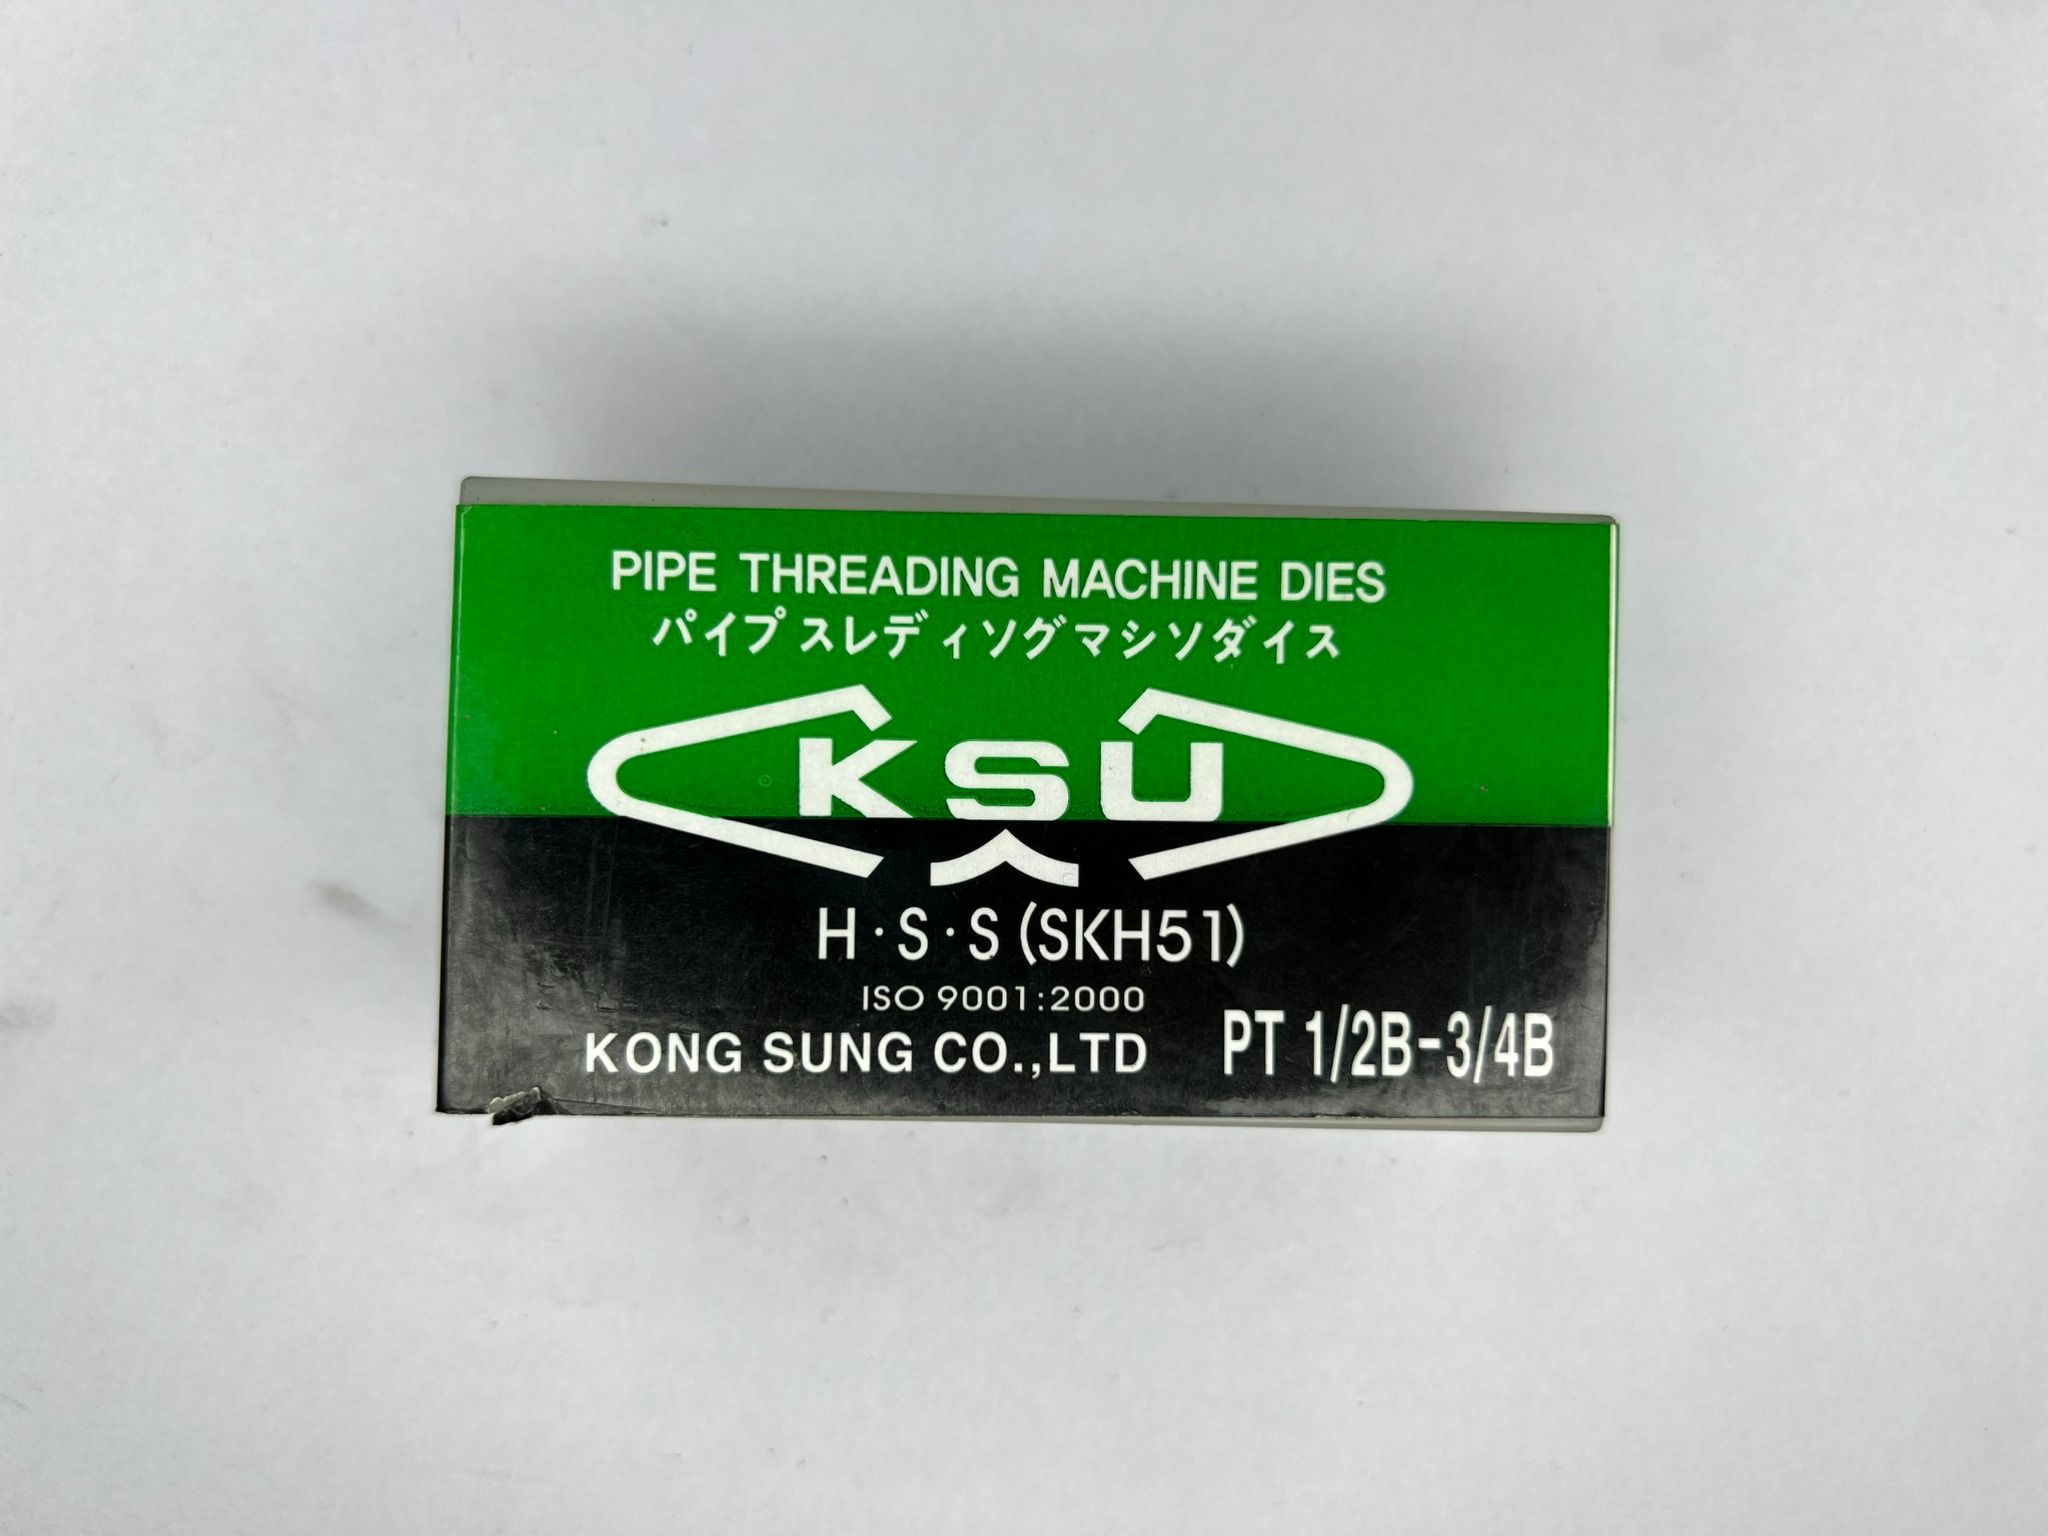 PIPE THREADING MACHINE DIES
パイプスレディソグマシソダイス
KSU
H·S·S (SKH51)
ISO 9001:2000
KONG SUNG CO.,LTD
PT 1/2B-3/4B